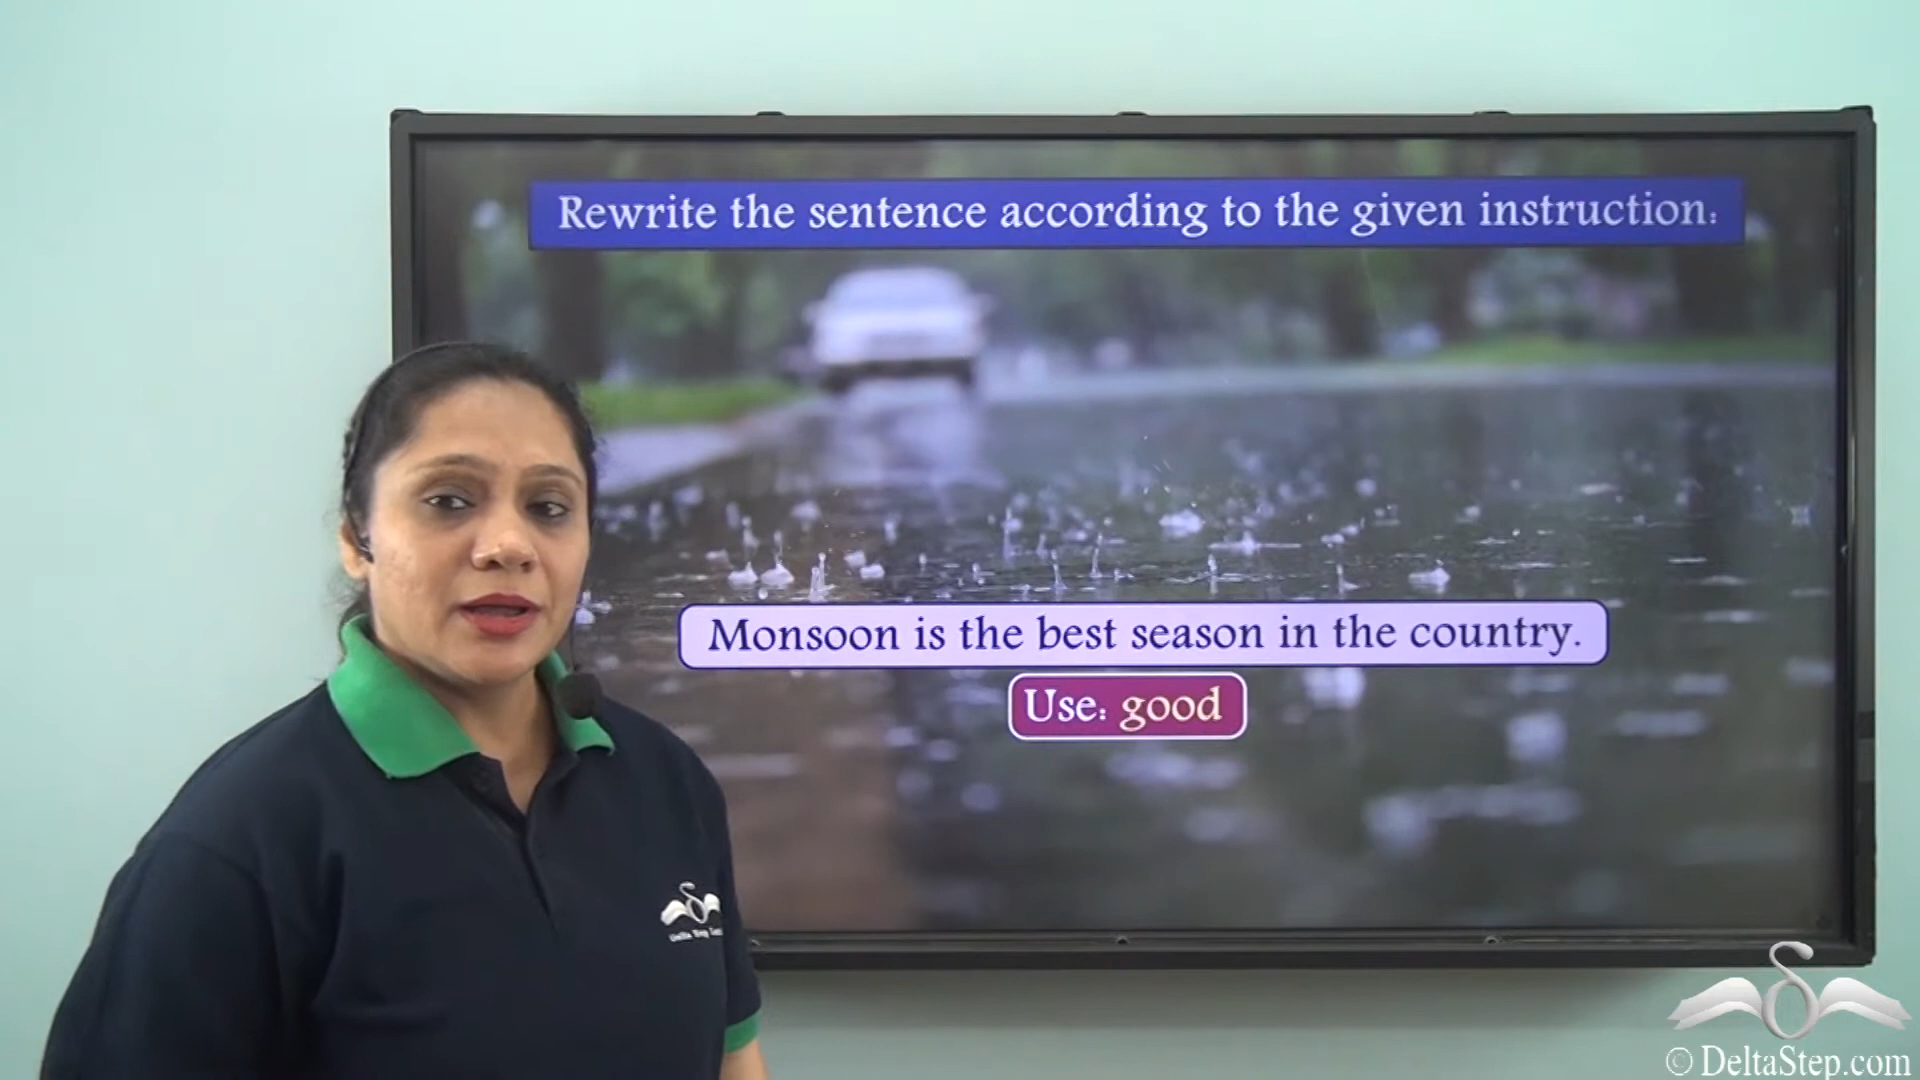 Rewrite the sentence according to the given instruction:
Monsoon is the best season in the country.
Use: good
© DeltaStep.com